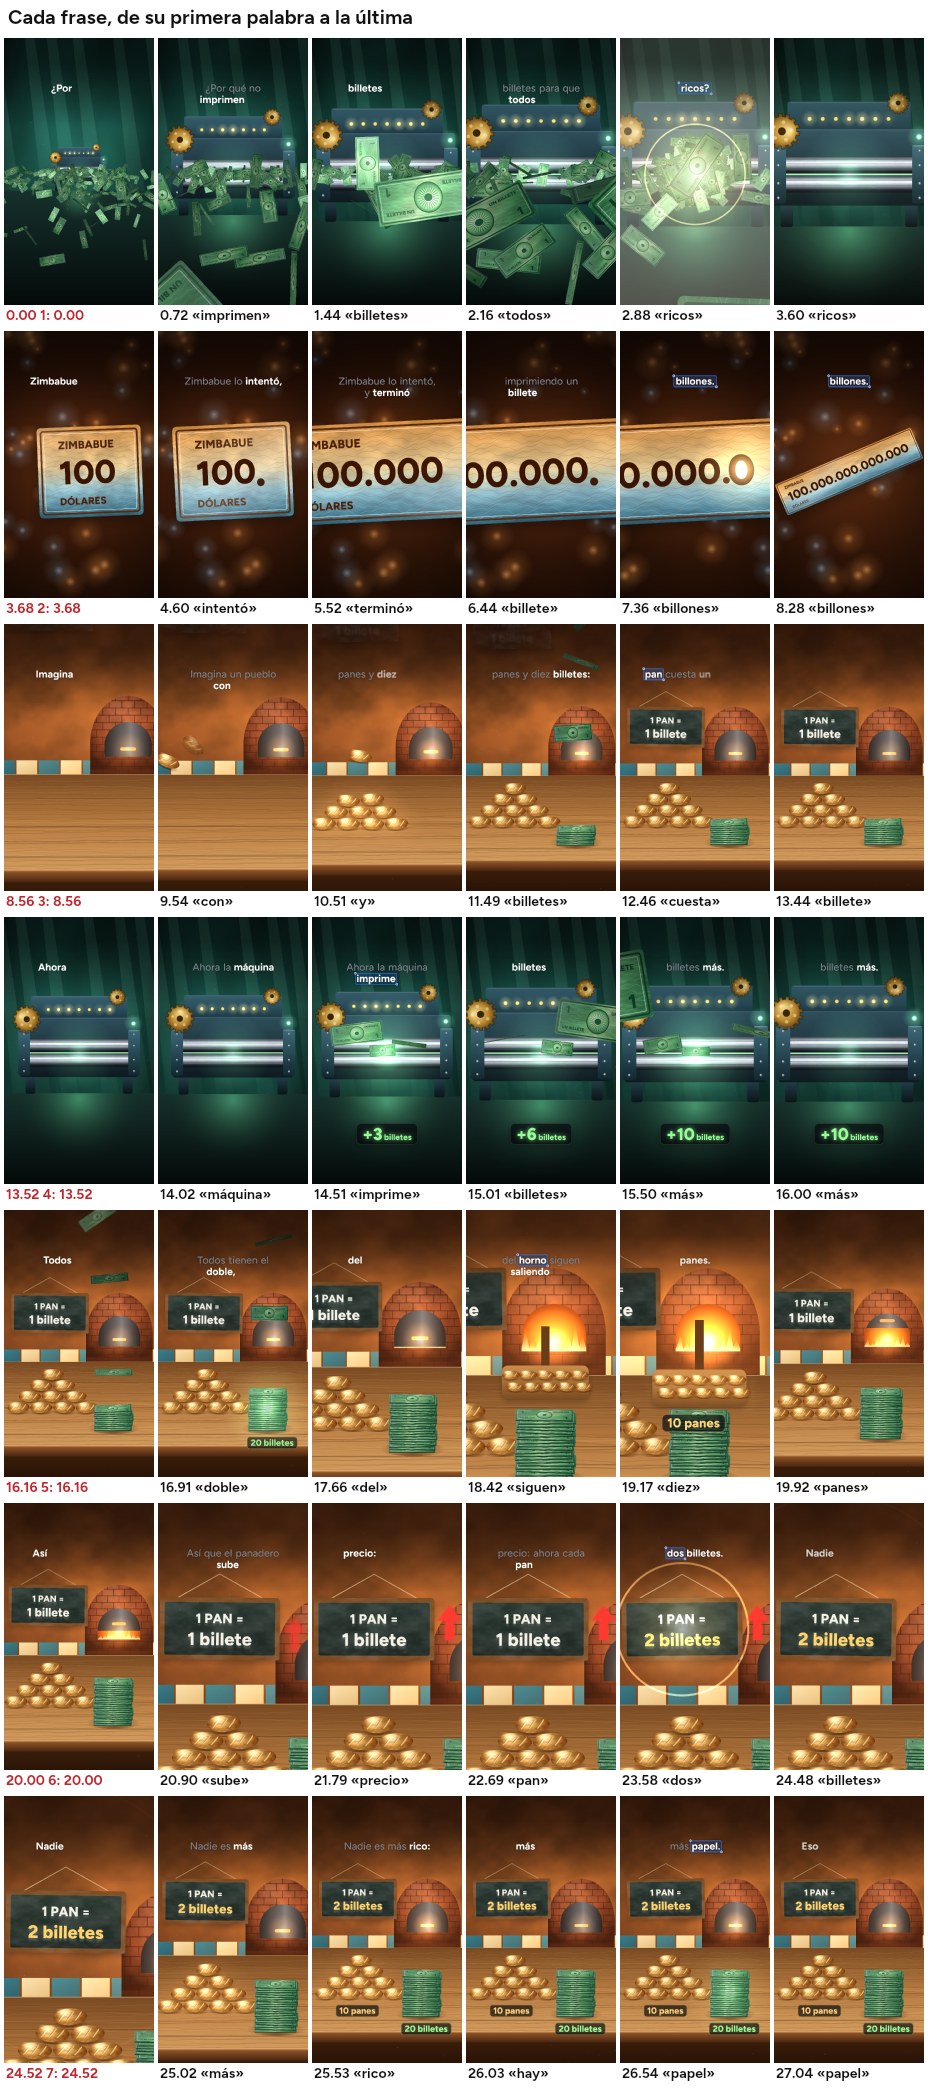 Cada frase, de su primera palabra a la última
¿Por
¿Por qué no
imprimen
billetes
UN BILLETE
billetes para que
todos
ricos?
0.00 1: 0.00
0.72 «imprimen»
1.44 «billetes»
2.16 «todos»
2.88 «ricos»
3.60 «ricos»
Zimbabue
ZIMBABUE
100
DÓLARES
Zimbabue lo intentó,
ZIMBABUE
100.
DÓLARES
Zimbabue lo intentó,
y terminó
MBABUE
00.000
ÓLARES
imprimiendo un
billete
00.000.
billones.
0.000.0
billones.
ZIMBABUE
100.000.000.000.000
DÓLARES
3.68 2: 3.68
4.60 «intentó»
5.52 «terminó»
6.44 «billete»
7.36 «billones»
8.28 «billones»
Imagina
Imagina un pueblo
con
1 billete
panes y diez
1 billete
panes y diez billetes:
pan cuesta un
1 PAN =
1 billete
1 PAN =
1 billete
8.56 3: 8.56
9.54 «con»
10.51 «y»
11.49 «billetes»
12.46 «cuesta»
13.44 «billete»
Ahora
Ahora la máquina
Ahora la máquina
imprime
+3 billetes
billetes
UN BILLETE
+6 billetes
billetes más.
+10 billetes
billetes más.
+10 billetes
13.52 4: 13.52
14.02 «máquina»
14.51 «imprime»
15.01 «billetes»
15.50 «más»
16.00 «más»
Todos
1 PAN =
1 billete
Todos tienen el
doble,
1 PAN =
1 billete
20 billetes
del
1 PAN =
1 billete
del horno siguen
saliendo
te
panes.
te
10 panes
1 PAN =
1 billete
16.16 5: 16.16
16.91 «doble»
17.66 «del»
18.42 «siguen»
19.17 «diez»
19.92 «panes»
Así
1 PAN =
1 billete
Así que el panadero
sube
1 PAN =
1 billete
precio:
1 PAN =
1 billete
precio: ahora cada
pan
1 PAN =
1 billete
dos billetes.
1 PAN =
2 billetes
Nadie
1 PAN =
2 billetes
20.00 6: 20.00
20.90 «sube»
21.79 «precio»
22.69 «pan»
23.58 «dos»
24.48 «billetes»
Nadie
1 PAN =
2 billetes
Nadie es más
1 PAN =
2 billetes
Nadie es más rico:
1 PAN =
2 billetes
10 panes
20 billetes
más
1 PAN =
2 billetes
10 panes
20 billetes
más papel.
1 PAN =
2 billetes
10 panes
20 billetes
Eso
1 PAN =
2 billetes
10 panes
20 billetes
24.52 7: 24.52
25.02 «más»
25.53 «rico»
26.03 «hay»
26.54 «papel»
27.04 «papel»